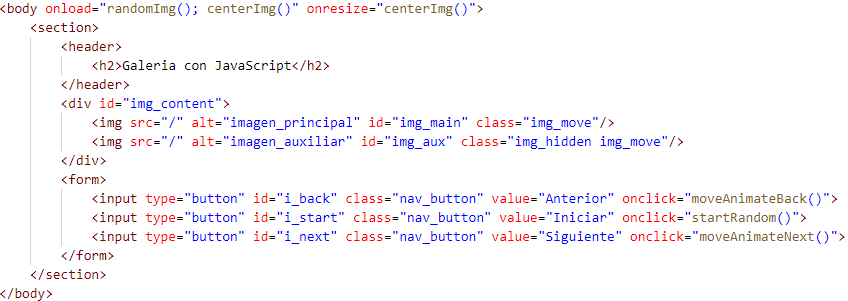 <body onload="randomImg(); centerImg()" onresize="centerImg()">
<section>
<header>
<h2>Galeria con JavaScript</h2>
</header>
<div id="img_content">
<img src="/" alt="imagen_principal" id="img_main" class="img_move"/>
<img src="/" alt="imagen_auxiliar" id="img_aux" class="img_hidden img_move"/>
</div>
<form>
<input type="button" id="i_back" class="nav_button" value="Anterior" onclick="moveAnimateBack()">
<input type="button" id="i_start" class="nav_button" value="Iniciar" onclick="startRandom()">
<input type="button" id="i_next" class="nav_button" value="Siguiente" onclick="moveAnimateNext()">
</form>
</section>
</body>